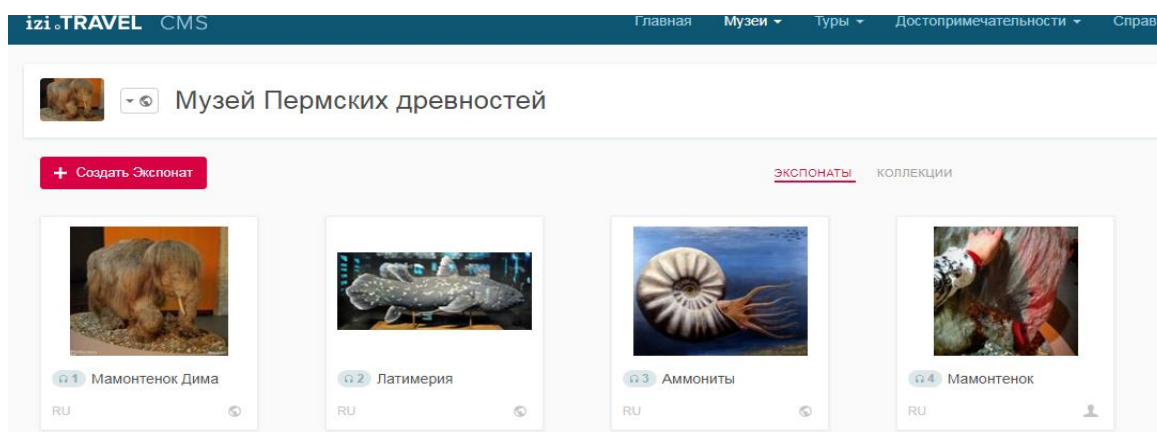 izi.TRAVEL CMS Главная Музеи Туры Достопримечательности Справ
Музей Пермских древностей
+ Создать Экспонат ЭКСПОНАТЫ КОЛЛЕКЦИИ
1 Мамонтенок Дима 2 Латимерия 3 Аммониты 4 Мамонтенок
RU RU RU RU